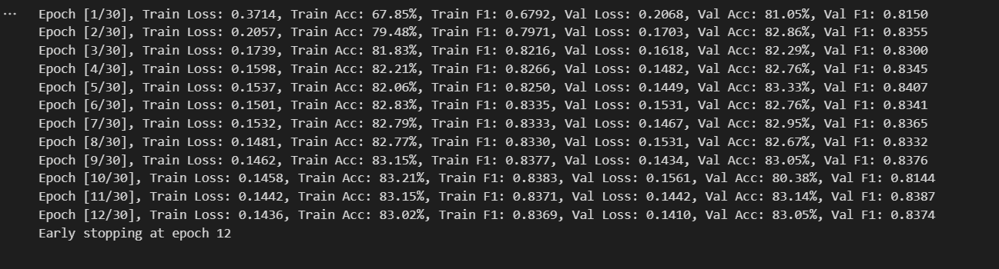 ...
Epoch [1/30], Train Loss: 0.3714, Train Acc: 67.85%, Train F1: 0.6792, Val Loss: 0.2068, Val Acc: 81.05%, Val F1: 0.8150
Epoch [2/30], Train Loss: 0.2057, Train Acc: 79.48%, Train F1: 0.7971, Val Loss: 0.1703, Val Acc: 82.86%, Val F1: 0.8355
Epoch [3/30], Train Loss: 0.1739, Train Acc: 81.83%, Train F1: 0.8216, Val Loss: 0.1618, Val Acc: 82.29%, Val F1: 0.8300
Epoch [4/30], Train Loss: 0.1598, Train Acc: 82.21%, Train F1: 0.8266, Val Loss: 0.1482, Val Acc: 82.76%, Val F1: 0.8345
Epoch [5/30], Train Loss: 0.1537, Train Acc: 82.06%, Train F1: 0.8250, Val Loss: 0.1449, Val Acc: 83.33%, Val F1: 0.8407
Epoch [6/30], Train Loss: 0.1501, Train Acc: 82.83%, Train F1: 0.8335, Val Loss: 0.1531, Val Acc: 82.76%, Val F1: 0.8341
Epoch [7/30], Train Loss: 0.1532, Train Acc: 82.79%, Train F1: 0.8333, Val Loss: 0.1467, Val Acc: 82.95%, Val F1: 0.8365
Epoch [8/30], Train Loss: 0.1481, Train Acc: 82.77%, Train F1: 0.8330, Val Loss: 0.1531, Val Acc: 82.67%, Val F1: 0.8332
Epoch [9/30], Train Loss: 0.1462, Train Acc: 83.15%, Train F1: 0.8377, Val Loss: 0.1434, Val Acc: 83.05%, Val F1: 0.8376
Epoch [10/30], Train Loss: 0.1458, Train Acc: 83.21%, Train F1: 0.8383, Val Loss: 0.1561, Val Acc: 80.38%, Val F1: 0.8144
Epoch [11/30], Train Loss: 0.1442, Train Acc: 83.15%, Train F1: 0.8371, Val Loss: 0.1442, Val Acc: 83.14%, Val F1: 0.8387
Epoch [12/30], Train Loss: 0.1436, Train Acc: 83.02%, Train F1: 0.8369, Val Loss: 0.1410, Val Acc: 83.05%, Val F1: 0.8374
Early stopping at epoch 12